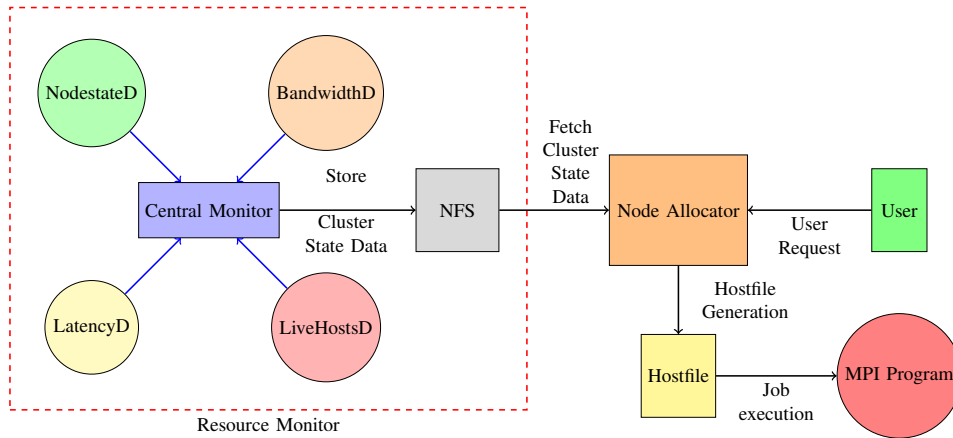 NodestateD
BandwidthD
Store
Central Monitor
Cluster
State Data
NFS
LatencyD
LiveHostsD
Resource Monitor
Fetch
Cluster
State
Data
Node Allocator
User
Request
User
Hostfile
Generation
Hostfile
Job
execution
MPI Program